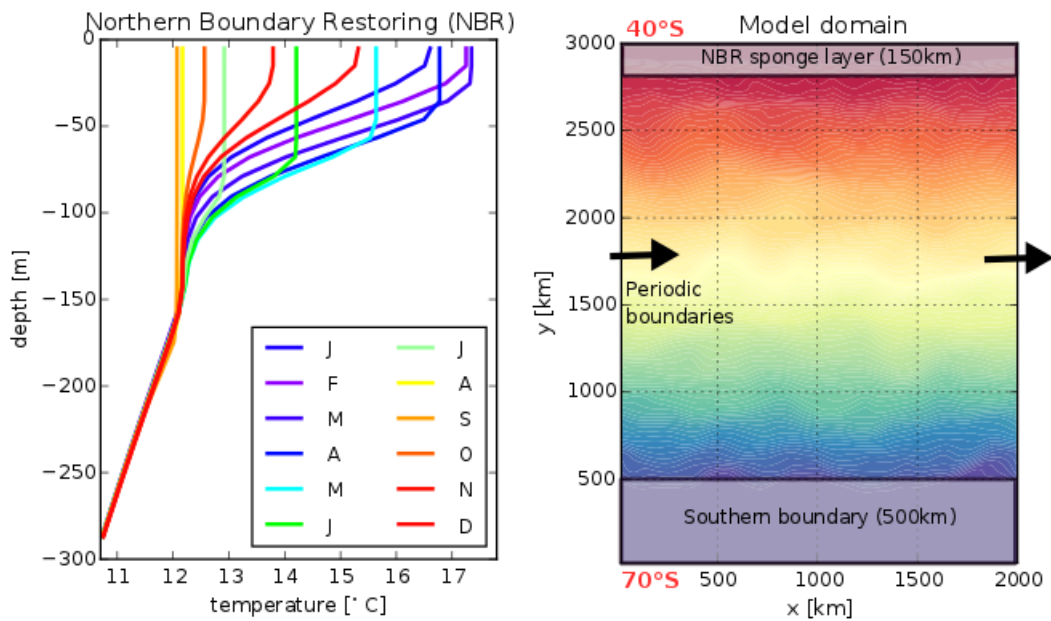 Northern Boundary Restoring (NBR)
0
−50
−100
−150
−200
−250
−300
depth [m]
11 12 13 14 15 16 17
temperature [° C]
J J
F A
M S
A O
M N
J D
Model domain
40°S
NBR sponge layer (150km)
3000
2500
2000
1500
1000
500
y [km]
Periodic
boundaries
Southern boundary (500km)
70°S
500 1000 1500 2000
x [km]